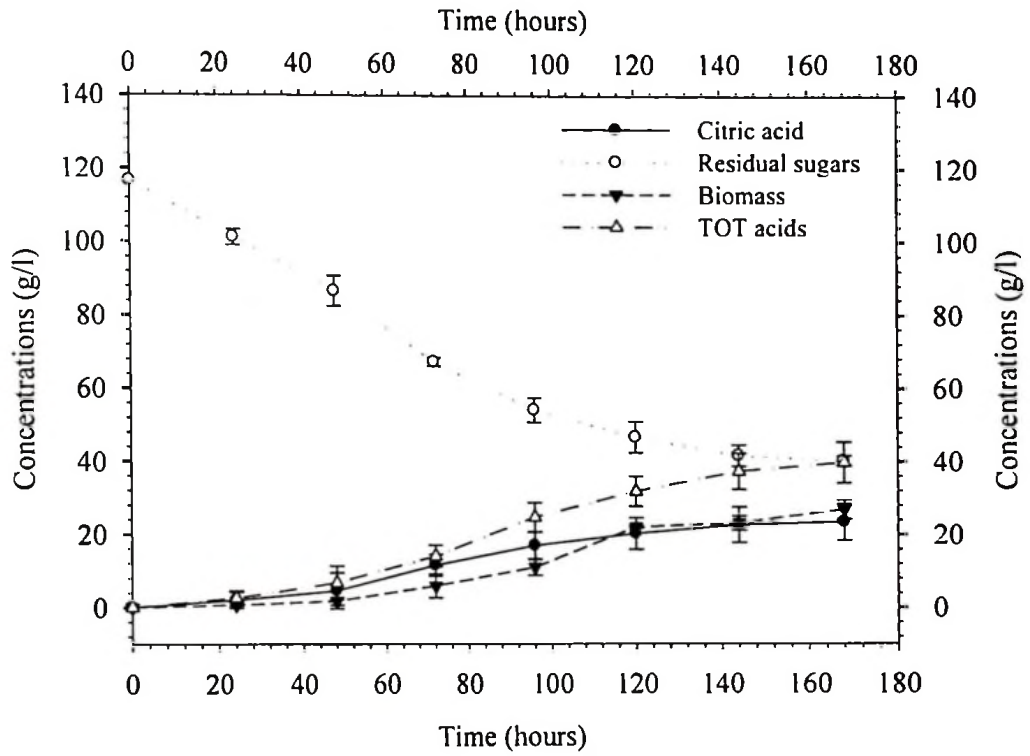 Time (hours)
0 20 40 60 80 100 120 140 160 180
140 140
Citric acid
Residual sugars
Biomass
TOT acids
120 120
100 100
80 80
60 60
40 40
20 20
0 0
Concentrations (g/l)
Concentrations (g/l)
0 20 40 60 80 100 120 140 160 180
Time (hours)